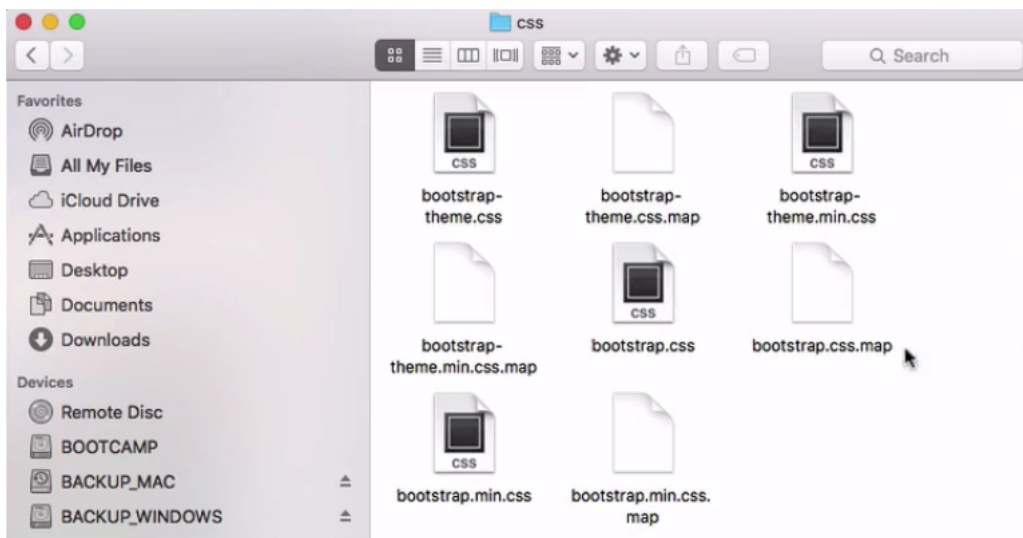 css
Search
Favorites
AirDrop
All My Files
iCloud Drive
Applications
Desktop
Documents
Downloads
Devices
Remote Disc
BOOTCAMP
BACKUP_MAC
BACKUP_WINDOWS
CSS
CSS
bootstrap-
theme.css
bootstrap-
theme.css.map
bootstrap-
theme.min.css
CSS
bootstrap-
theme.min.css.map
bootstrap.css
bootstrap.css.map
CSS
bootstrap.min.css
bootstrap.min.css.
map